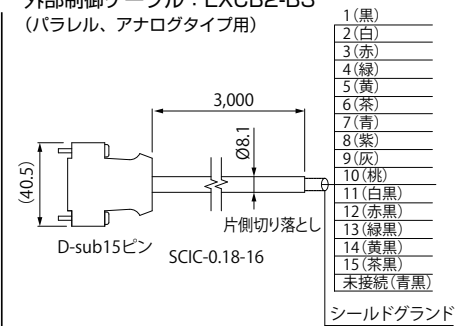 外部制御ケーブル：EXCB2-BS
（パラレル、アナログタイプ用）
1（黒）
2（白）
3（赤）
4（緑）
5（黄）
6（茶）
7（青）
8（紫）
9（灰）
10（桃）
11（白黒）
12（赤黒）
13（緑黒）
14（黄黒）
15（茶黒）
未接続（青黒）
シールドグランド
3,000
Ø8.1
(40.5)
片側切り落とし
D-sub15ピン
SCIC-0.18-16